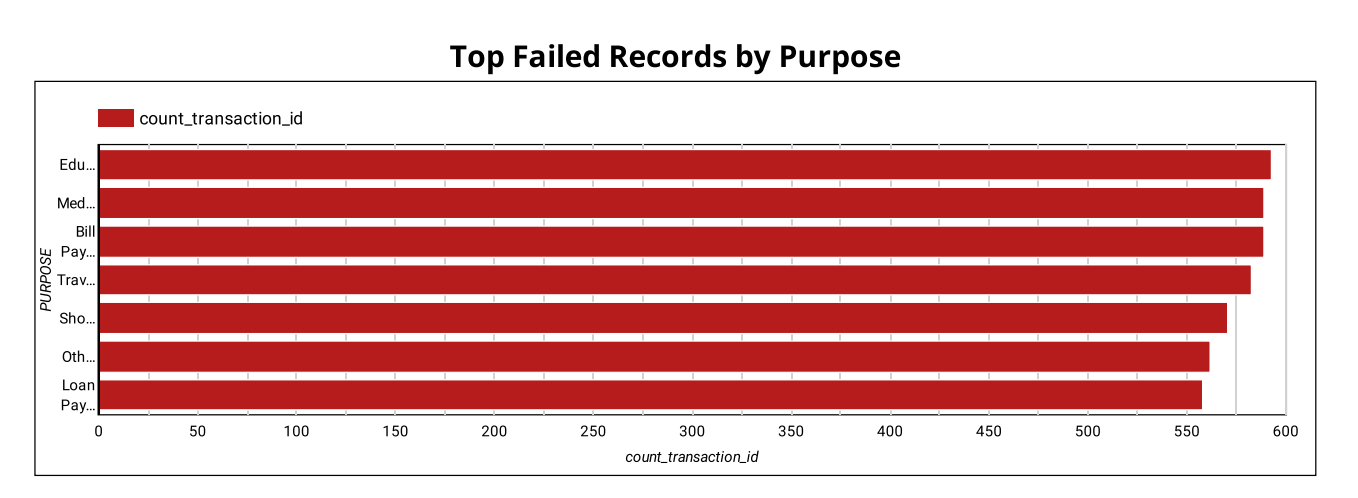 Top Failed Records by Purpose
count_transaction_id
PURPOSE
Edu...
Med...
Bill
Pay...
Trav...
Sho...
Oth...
Loan
Pay...
0 50 100 150 200 250 300 350 400 450 500 550 600
count_transaction_id